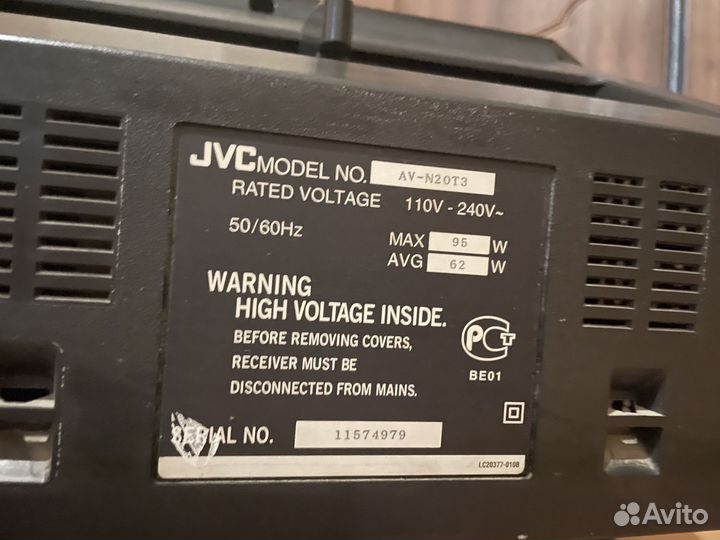 JVC MODEL NO. AV-N20T3
RATED VOLTAGE 110V - 240V~
50/60Hz
MAX 95 W
AVG 62 W
WARNING
HIGH VOLTAGE INSIDE.
BEFORE REMOVING COVERS,
RECEIVER MUST BE
DISCONNECTED FROM MAINS.
РСТ
BE01
SERIAL NO. 11574979
LC20377-010B
Avito